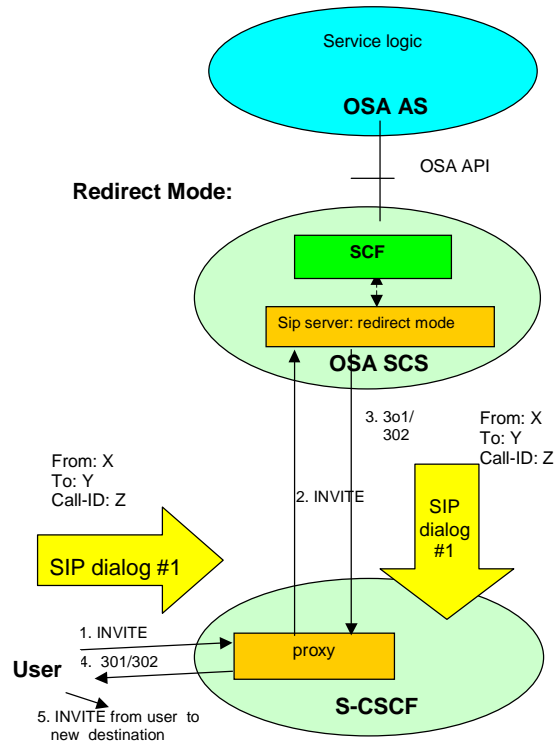 Service logic
OSA AS
OSA API
Redirect Mode:
SCF
Sip server: redirect mode
OSA SCS
3. 3o1/
302
From: X
To: Y
Call-ID: Z
From: X
To: Y
Call-ID: Z
2. INVITE
SIP
dialog
#1
SIP dialog #1
1. INVITE
proxy
4. 301/302
User
S-CSCF
5. INVITE from user to
new destination